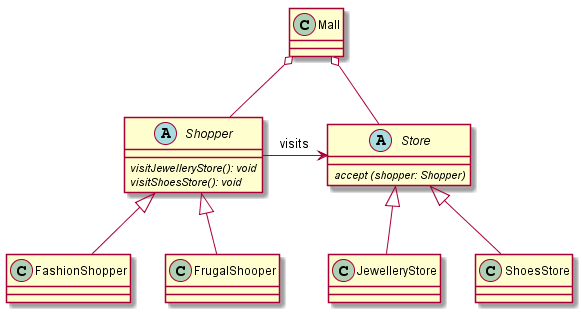 C Mall
A Shopper
visitJewelleryStore(): void
visitShoesStore(): void
visits
A Store
accept (shopper: Shopper)
C FashionShopper
C FrugalShooper
C JewelleryStore
C ShoesStore